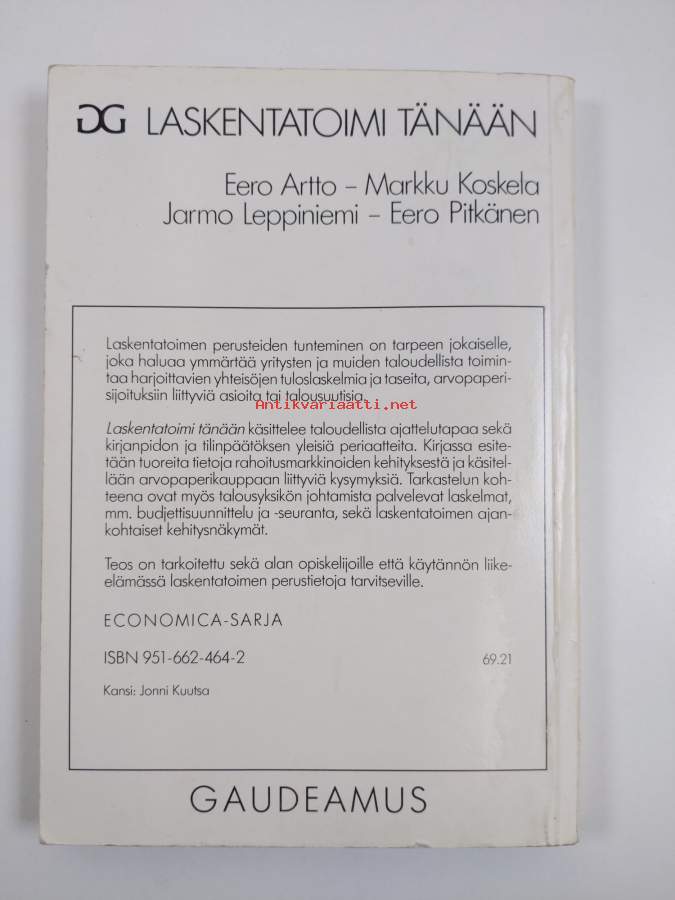 GG LASKENTATOIMI TÄNÄÄN
Eero Artto – Markku Koskela
Jarmo Leppiniemi – Eero Pitkänen
Laskentatoimen perusteiden tunteminen on tarpeen jokaiselle,
joka haluaa ymmärtää yritysten ja muiden taloudellista toimin-
taa harjoittavien yhteisöjen tuloslaskelmia ja taseita, arvopaperi-
sijoituksiin liittyviä asioita tai talousuutisia.
Antikvariaatti.net
Laskentatoimi tänään käsittelee taloudellista ajattelutapaa sekä
kirjanpidon ja tilinpäätöksen yleisiä periaatteita. Kirjassa esite-
tään tuoreita tietoja rahoitusmarkkinoiden kehityksestä ja käsitel-
lään arvopaperikauppaan liittyviä kysymyksiä. Tarkastelun koh-
teena ovat myös talousyksikön johtamista palvelevat laskelmat,
mm. budjettisuunnittelu ja -seuranta, sekä laskentatoimen ajan-
kohtaiset kehitysnäkymät.
Teos on tarkoitettu sekä alan opiskelijoille että käytännön liike-
elämässä laskentatoimen perustietoja tarvitseville.
ECONOMICA-SARJA
ISBN 951-662-464-2 69.21
Kansi: Jonni Kuutsa
GAUDEAMUS